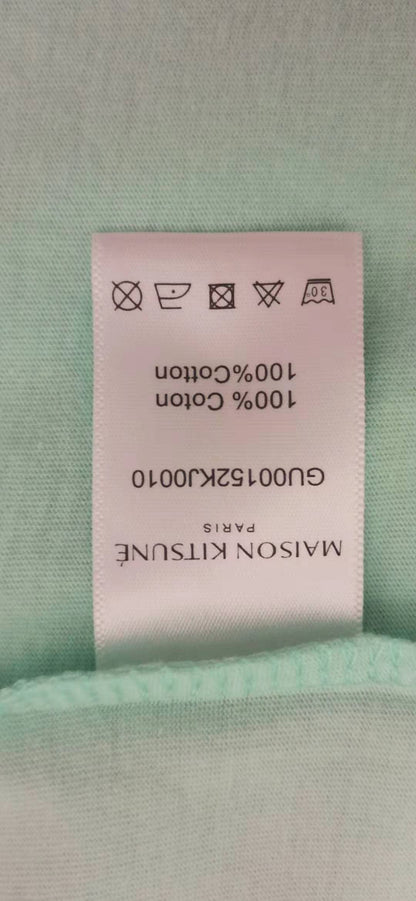 MAISON KITSUNÉ
PARIS
GU00152KJ0010
100% Coton
100%Cotton
30°